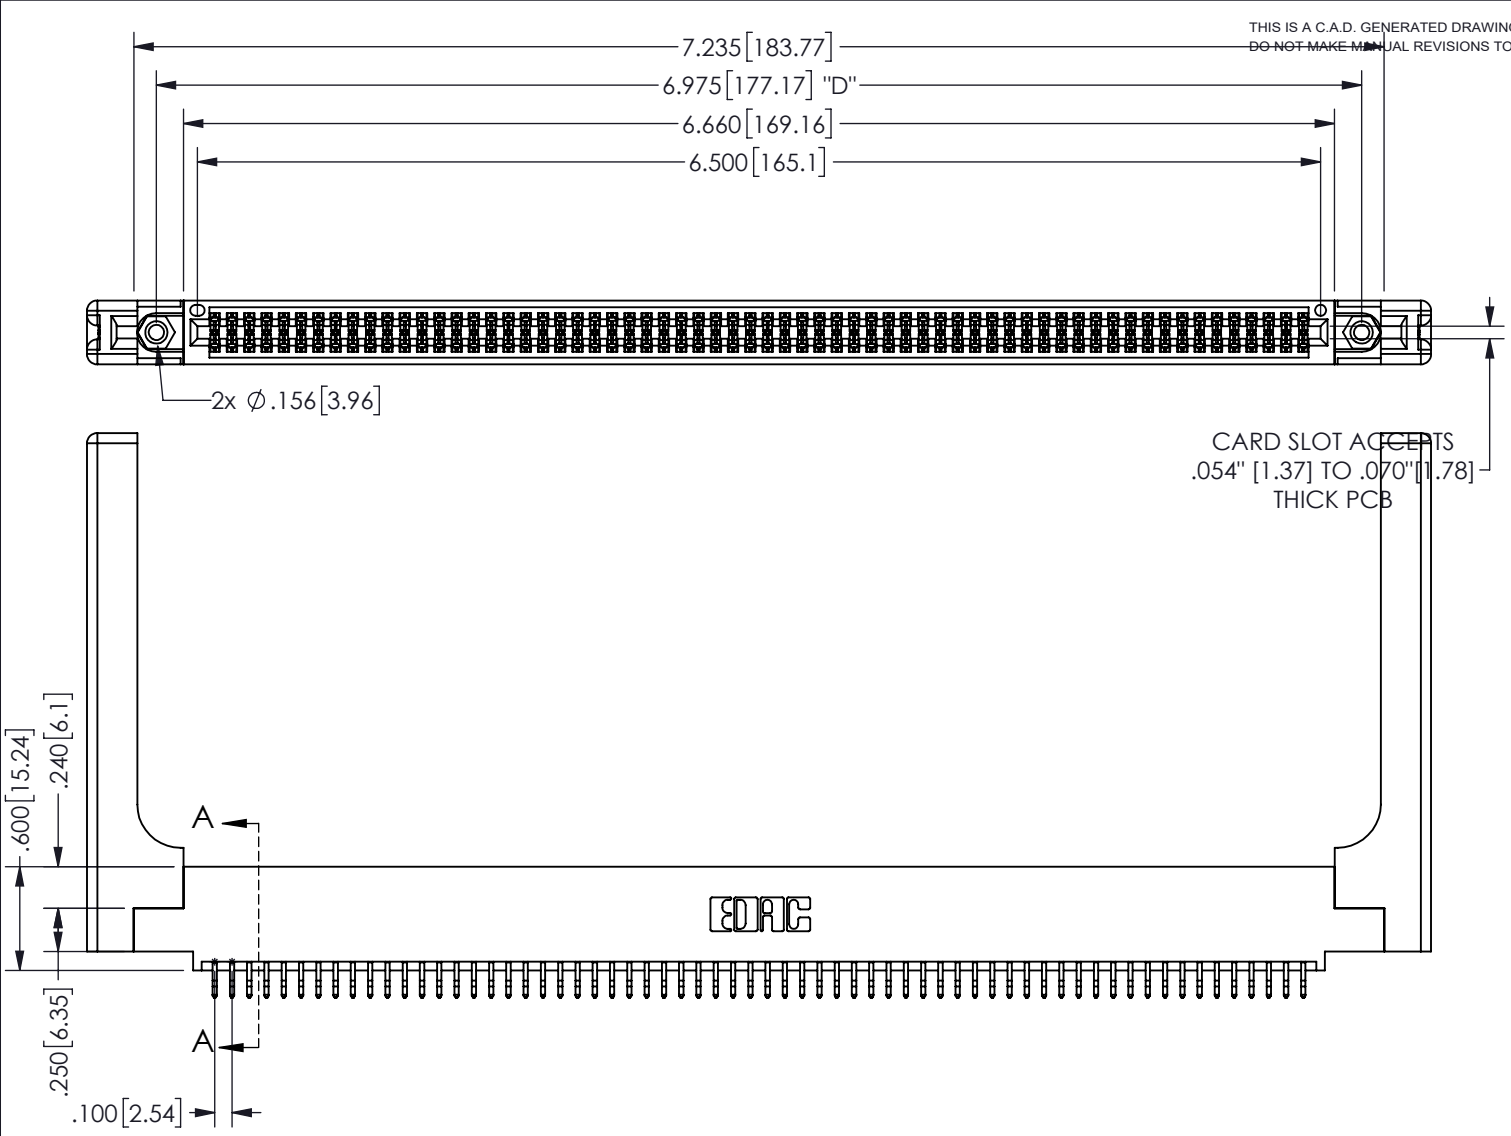 THIS IS A C.A.D. GENERATED DRAWING
DO NOT MAKE MANUAL REVISIONS TO
7.235[183.77]
6.975[177.17] "D"
6.660[169.16]
6.500[165.1]
2x Ø.156[3.96]
CARD SLOT ACCEPTS
.054" [1.37] TO .070"[1.78]
THICK PCB
.600[15.24]
.240[6.1]
A
EDAC
A
.250[6.35]
.100[2.54]